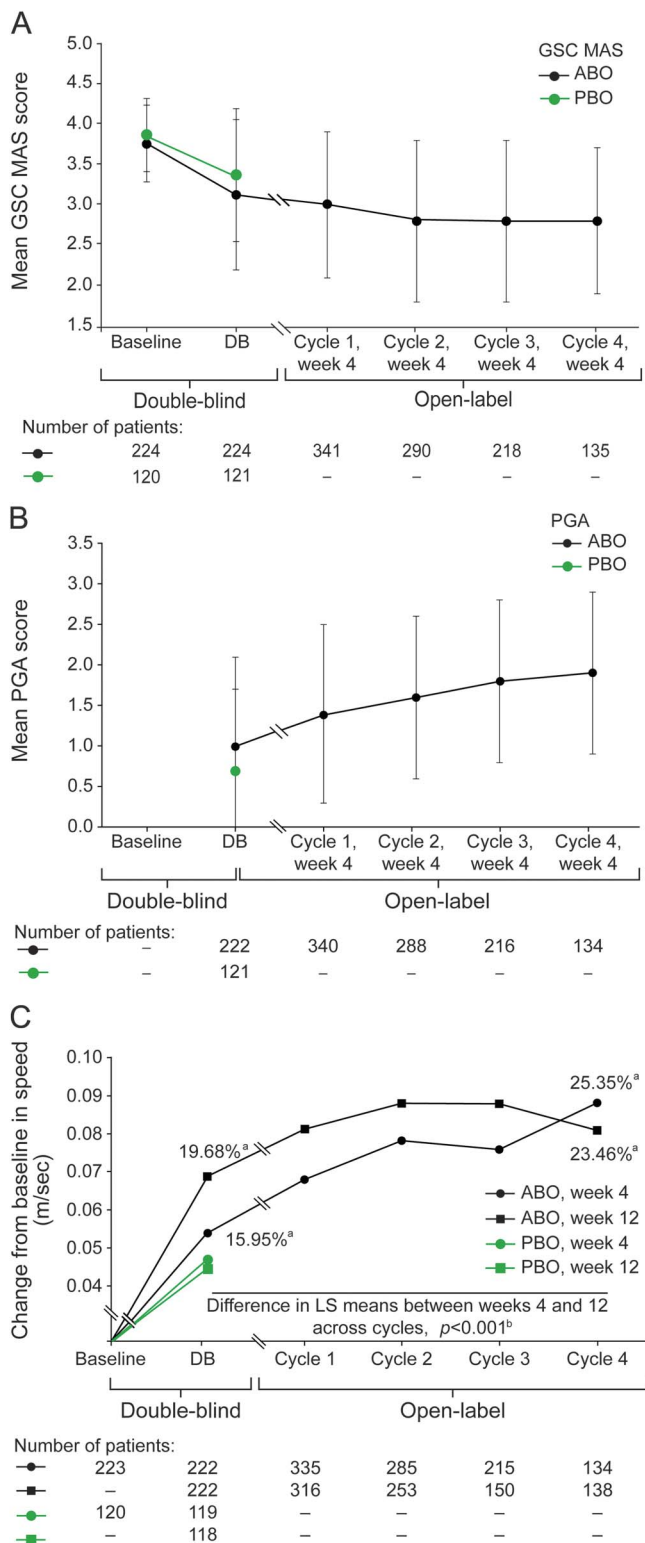 A
Mean GSC MAS score
5.0
4.5
4.0
3.5
3.0
2.5
2.0
1.5
GSC MAS
ABO
PBO
Baseline DB Cycle 1, week 4 Cycle 2, week 4 Cycle 3, week 4 Cycle 4, week 4
Double-blind Open-label
Number of patients:
224 224 341 290 218 135
120 121 – – – –
B
Mean PGA score
3.5
3.0
2.5
2.0
1.5
1.0
0.5
0.0
PGA
ABO
PBO
Baseline DB Cycle 1, week 4 Cycle 2, week 4 Cycle 3, week 4 Cycle 4, week 4
Double-blind Open-label
Number of patients:
– 222 340 288 216 134
– 121 – – – –
C
Change from baseline in speed
(m/sec)
0.10
0.09
0.08
0.07
0.06
0.05
0.04
19.68%a
15.95%a
25.35%a
23.46%a
ABO, week 4
ABO, week 12
PBO, week 4
PBO, week 12
Difference in LS means between weeks 4 and 12
across cycles, p<0.001b
Baseline DB Cycle 1 Cycle 2 Cycle 3 Cycle 4
Double-blind Open-label
Number of patients:
223 222 335 285 215 134
– 222 316 253 150 138
120 119 – – – –
– 118 – – – –